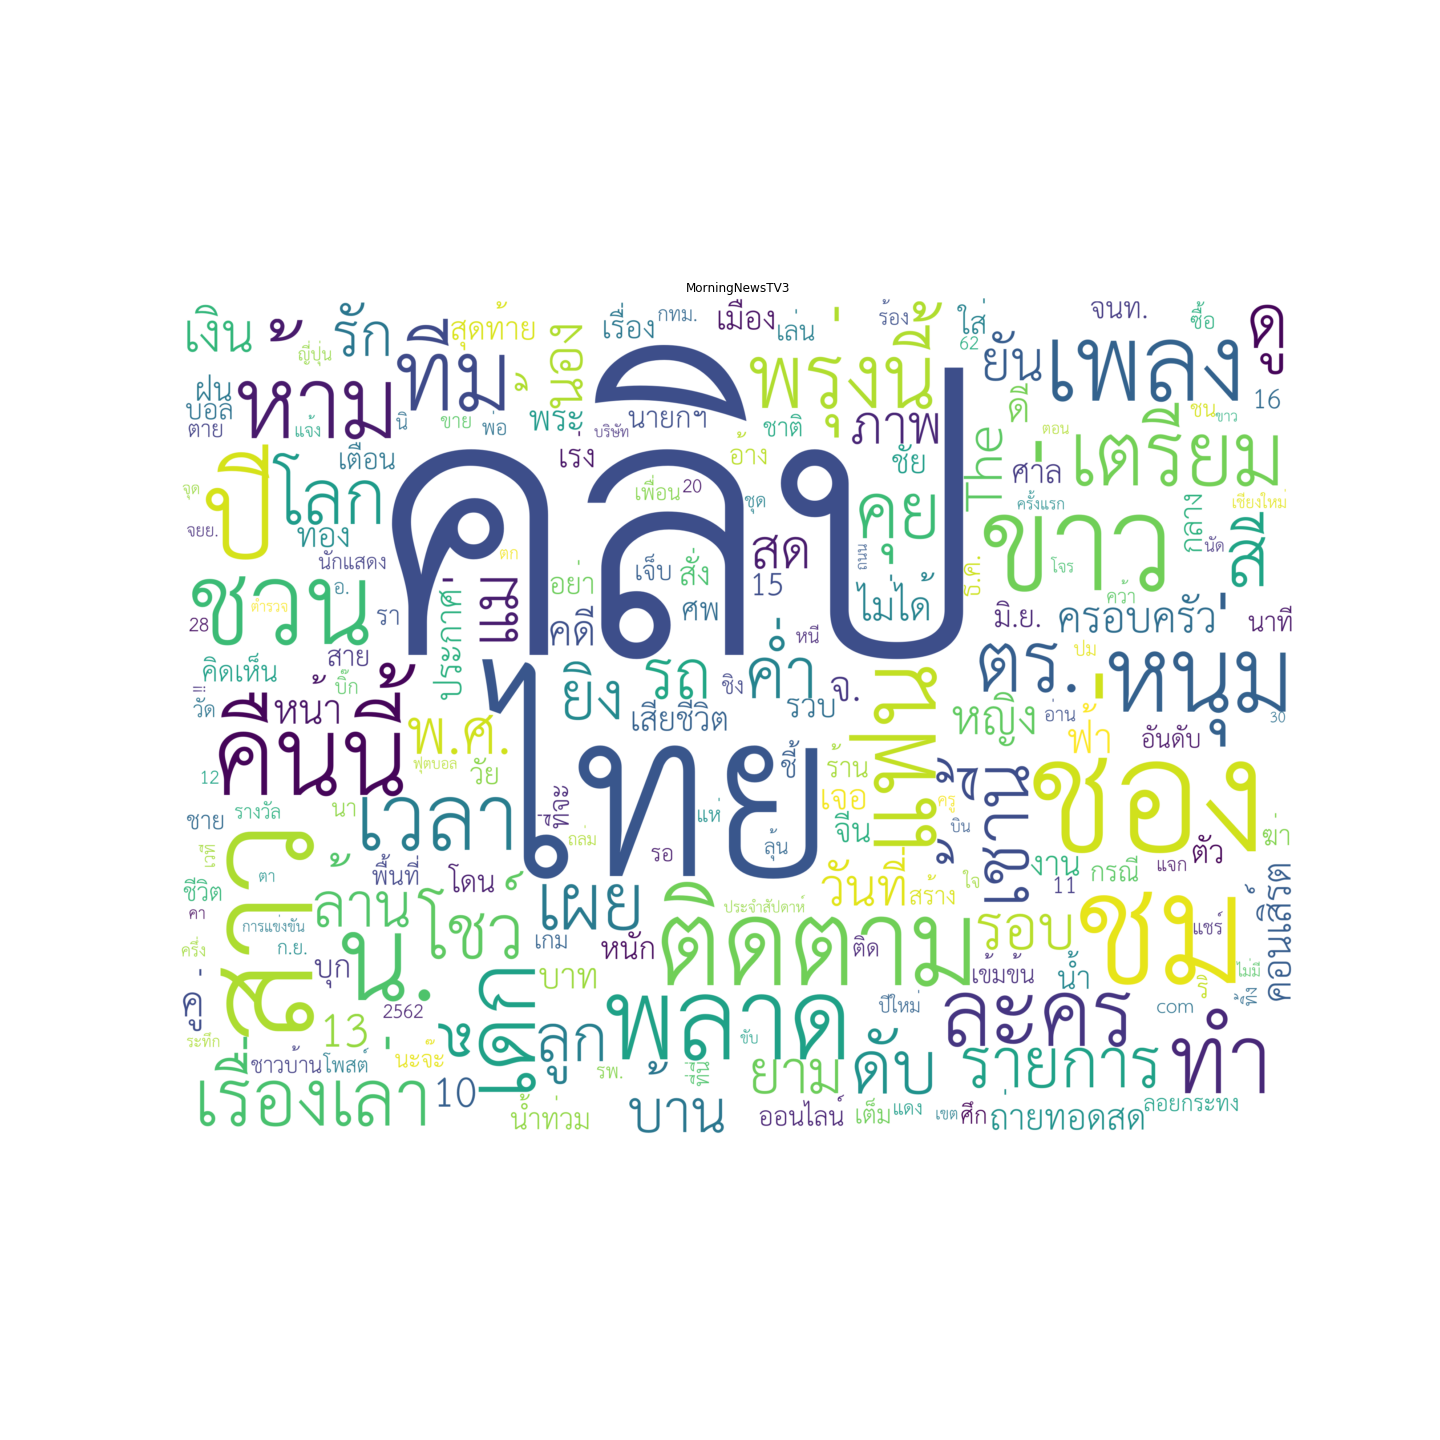 MorningNewsTV3
เงิน
ญี่ปุ่น
รัก
สุดท้าย
ทีม
นอง
เรื่อง
กทม.
เมือง
เล่น
ร้อง
ใส่
62
จนท.
ซื้อ
ดู
ฝน
บอล
ตาย
ห้าม
แจ้ง
นิ
ขาย
พ่อ
พระ
บริษัท
นายกฯ
คลิป
พรุ่งนี้
ชาติ
ภาพ
ยัน
ดี
เพลง
ชน
ขาว
16
จุด
จยย.
ปี
โลก
ทอง
เตือน
เร่ง
อ้าง
เพื่อน
20
ชุด
ชัย
คุย
The
ศาล
ตอน
เตรียม
ครั้งแรก
ข่าว
กลาง
เชียงใหม่
นัด
สี
นักแสดง
ตก
อย่า
เจ็บ
สั่ง
สด
15
ถนน
ไม่ได้
ธ.ค.
โจร
คว้า
ชวน
ตำรวจ
อ.
รา
28
สาย
ประกาศ
แม่
คดี
ศพ
หนี
มิ.ย.
ครอบครัว
นาที
คิดเห็น
!!!
วัด
บิ๊ก
หน้า
คืนนี้
พ.ศ.
ฟุตบอล
วัย
ยิง
รถ
เสียชีวิต
ชิง
ค่ำ
จ.
รวบ
แฟน
ตร.
ปม
หนุ่ม
หญิง
อ่าน
ฟ้า
อันดับ
30
12
ชาย
รางวัล
นา
เวลา
ไทย
ที่จะ
ถล่ม
รอ
แห่
ชี้
ลุ้น
ร้าน
เจอ
จีน
ครู
บิน
เช้านี้
ช่อง
ฆ่า
เวที
ชีวิต
คา
ตา
สาว
ล้าน
พื้นที่
โดน
เผย
ประจำสัปดาห์
วันที่
สร้าง
ใจ
งาน
11
กรณี
แจก
ตัว
แชร์
คอนเสิร์ต
ครึ่ง
การแข่งขัน
ก.ย.
บุก
น.
โชว์
เกม
หนัก
บาท
ติดตาม
ติด
รอบ
เข้มข้น
น้ำ
ชม
ไม่มี
ทั้ง
คู่
ระทึก
13
2562
เด็ก
ลูก
พลาด
ขับ
ปีใหม่
ละคร
com
ทำ
ชาวบ้าน
โพสต์
นะจ๊ะ
เรื่องเล่า
10
น้ำท่วม
รพ.
ที่นี่
บ้าน
ยาม
ดับ
รายการ
ออนไลน์
เต็ม
แดง
เขต
ศึก
ถ่ายทอดสด
ลอยกระทง